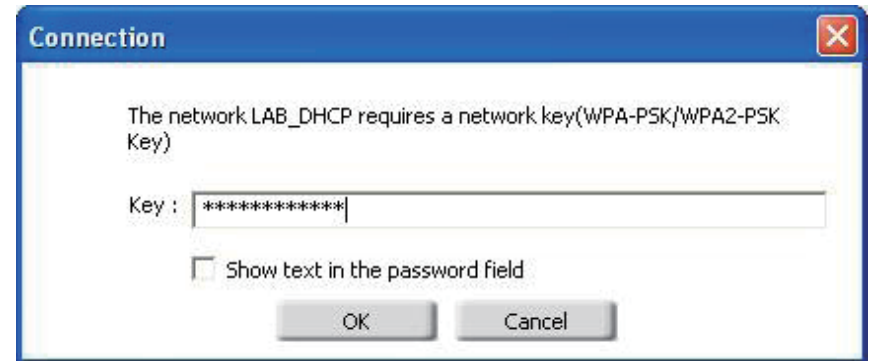 Connection
The network LAB_DHCP requires a network key(WPA-PSK/WPA2-PSK
Key)
Key : ************
Show text in the password field
OK Cancel